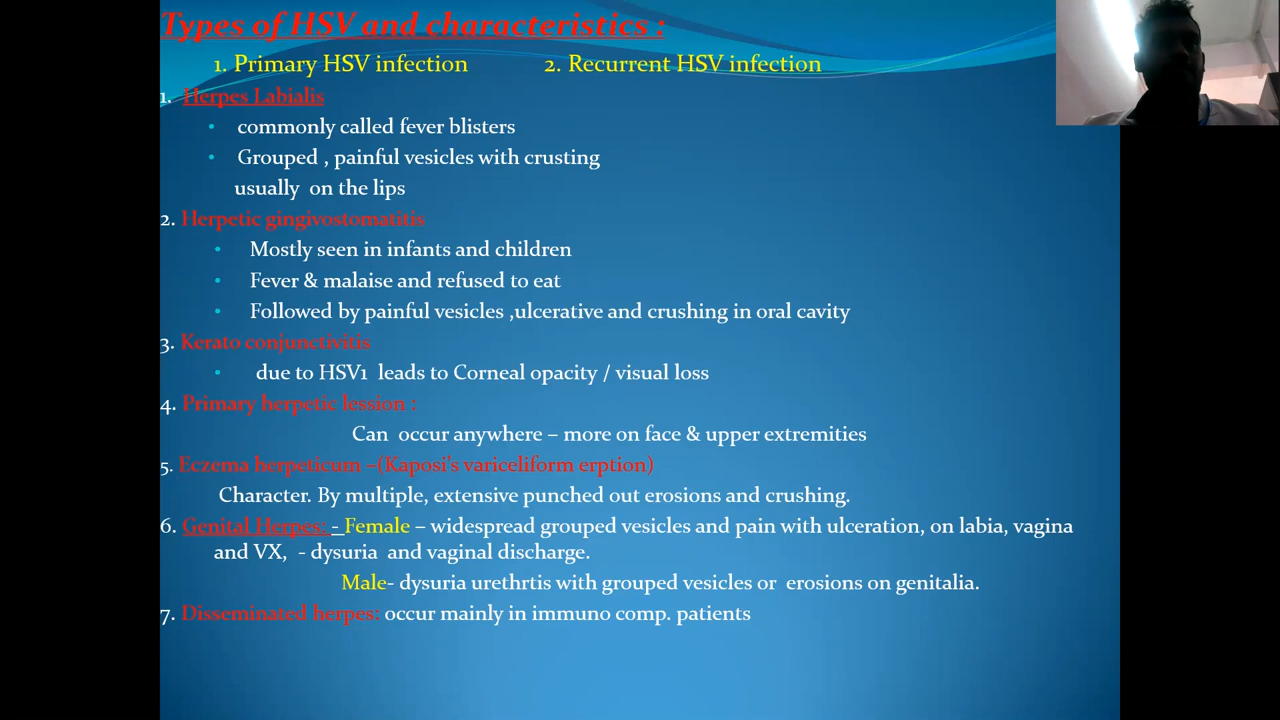 Types of HSV and characteristics :
1. Primary HSV infection 2. Recurrent HSV infection
1. Herpes Labialis
• commonly called fever blisters
• Grouped , painful vesicles with crusting
usually on the lips
2. Herpetic gingivostomatitis
• Mostly seen in infants and children
• Fever & malaise and refused to eat
• Followed by painful vesicles ,ulcerative and crushing in oral cavity
3. Kerato conjunctivitis
• due to HSV1 leads to Corneal opacity / visual loss
4. Primary herpetic lession :
Can occur anywhere – more on face & upper extremities
5. Eczema herpeticum –(Kaposi's variceliform erption)
Character. By multiple, extensive punched out erosions and crushing.
6. Genital Herpes: - Female – widespread grouped vesicles and pain with ulceration, on labia, vagina
and VX, - dysuria and vaginal discharge.
Male- dysuria urethrtis with grouped vesicles or erosions on genitalia.
7. Disseminated herpes: occur mainly in immuno comp. patients